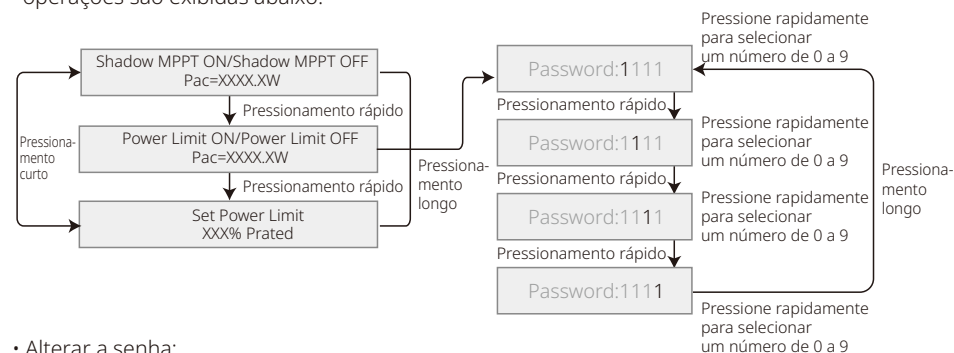 operações são exibidas abaixo.
Shadow MPPT ON/Shadow MPPT OFF
Pac=XXXX.XW
Pressionamento rápido
Power Limit ON/Power Limit OFF
Pac=XXXX.XW
Pressionamento rápido
Set Power Limit
XXX% Prated
Pressiona-
mento
curto
Pressiona-
mento
longo
Password:1111
Pressione rapidamente
para selecionar
um número de 0 a 9
Pressionamento rápido
Password:1111
Pressione rapidamente
para selecionar
um número de 0 a 9
Pressionamento rápido
Password:1111
Pressione rapidamente
para selecionar
um número de 0 a 9
Pressionamento rápido
Password:1111
Pressione rapidamente
para selecionar
um número de 0 a 9
Pressiona-
mento
longo
• Alterar a senha: